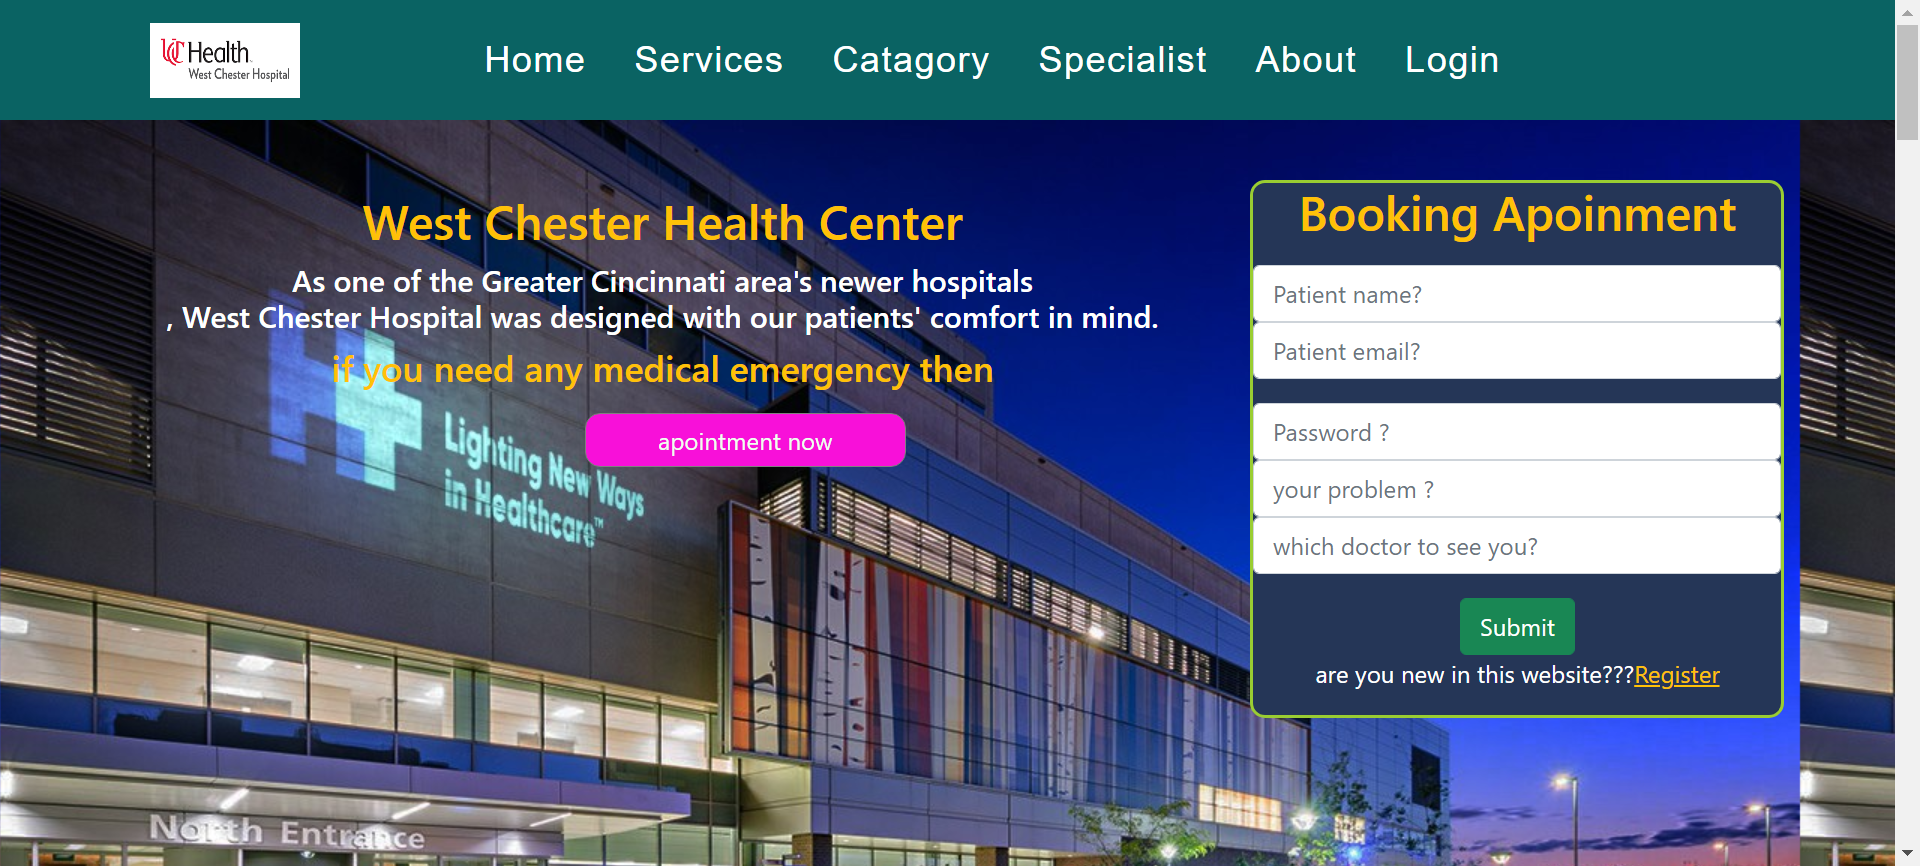 UC Health
West Chester Hospital
Home Services Catagory Specialist About Login
West Chester Health Center
As one of the Greater Cincinnati area's newer hospitals
, West Chester Hospital was designed with our patients' comfort in mind.
if you need any medical emergency then
apointment now
Lighting New Ways
in Healthcare™
North Entrance
Booking Apoinment
Patient name?
Patient email?
Password ?
your problem ?
which doctor to see you?
Submit
are you new in this website???Register